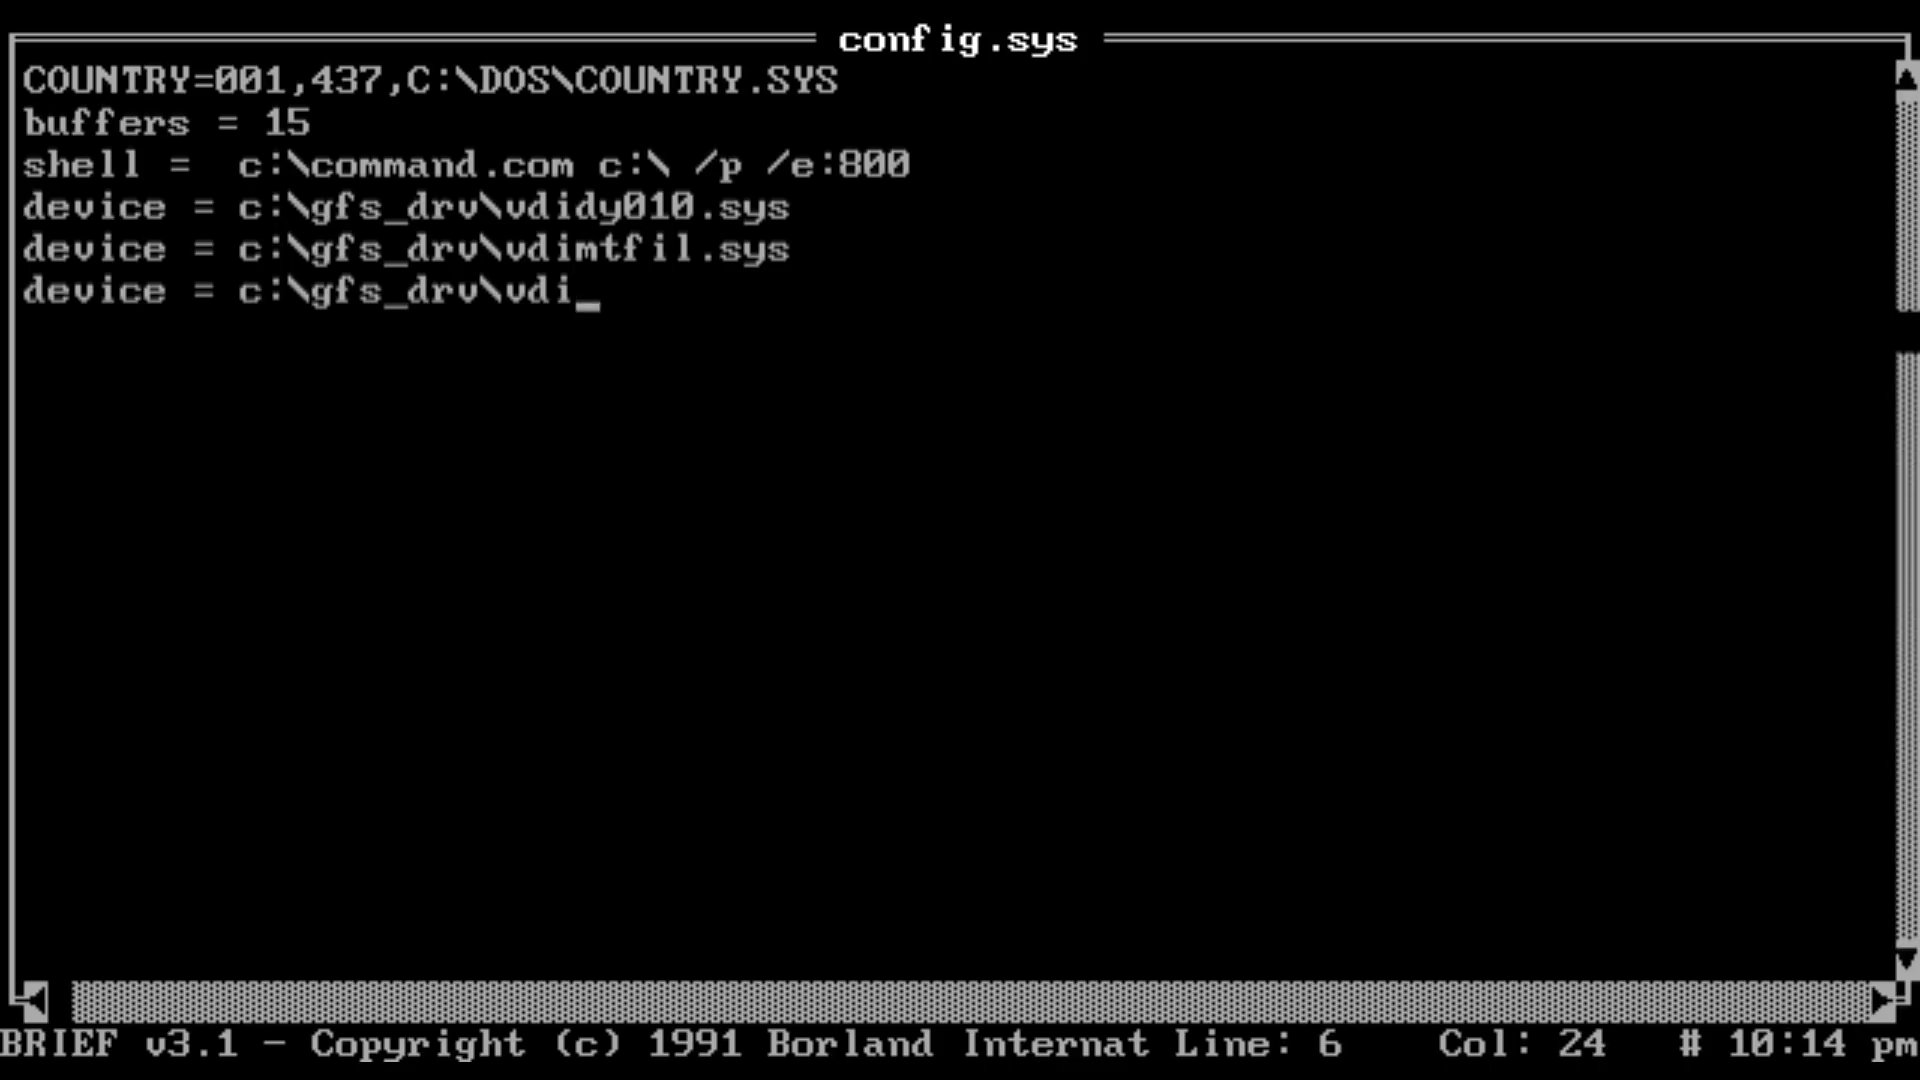 config.sys
COUNTRY=001,437,C:\DOS\COUNTRY.SYS
buffers = 15
shell =  c:\command.com c:\ /p /e:800
device = c:\gfs_drv\vdidy010.sys
device = c:\gfs_drv\vdimtfil.sys
device = c:\gfs_drv\vdi_
BRIEF v3.1 - Copyright (c) 1991 Borland Internat Line: 6    Col: 24   # 10:14 pm